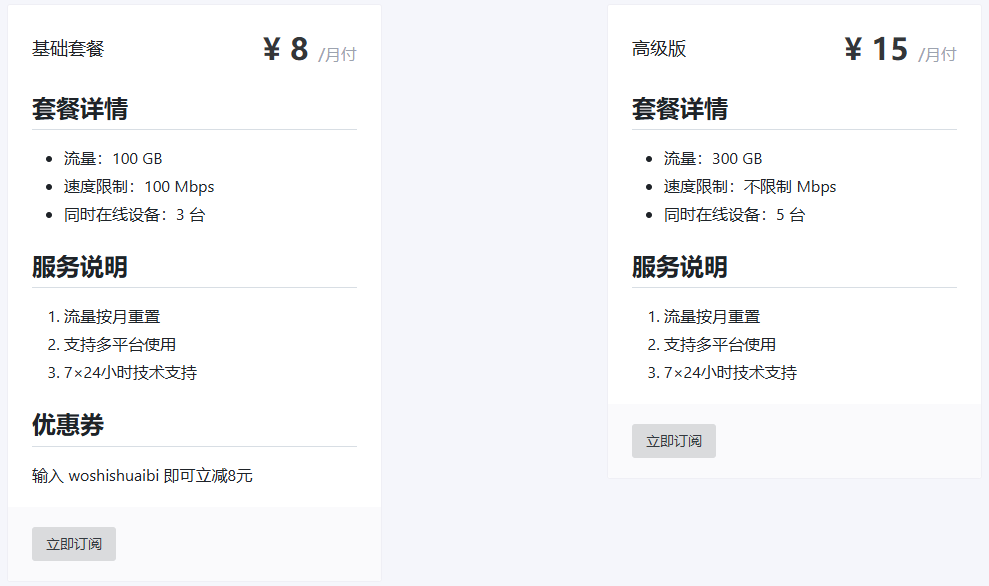 基础套餐
¥ 8 /月付
套餐详情
流量：100 GB
速度限制：100 Mbps
同时在线设备：3 台
服务说明
1. 流量按月重置
2. 支持多平台使用
3. 7×24小时技术支持
优惠券
输入 woshishuaibi 即可立减8元
立即订阅
高级版
¥ 15 /月付
套餐详情
流量：300 GB
速度限制：不限制 Mbps
同时在线设备：5 台
服务说明
1. 流量按月重置
2. 支持多平台使用
3. 7×24小时技术支持
立即订阅